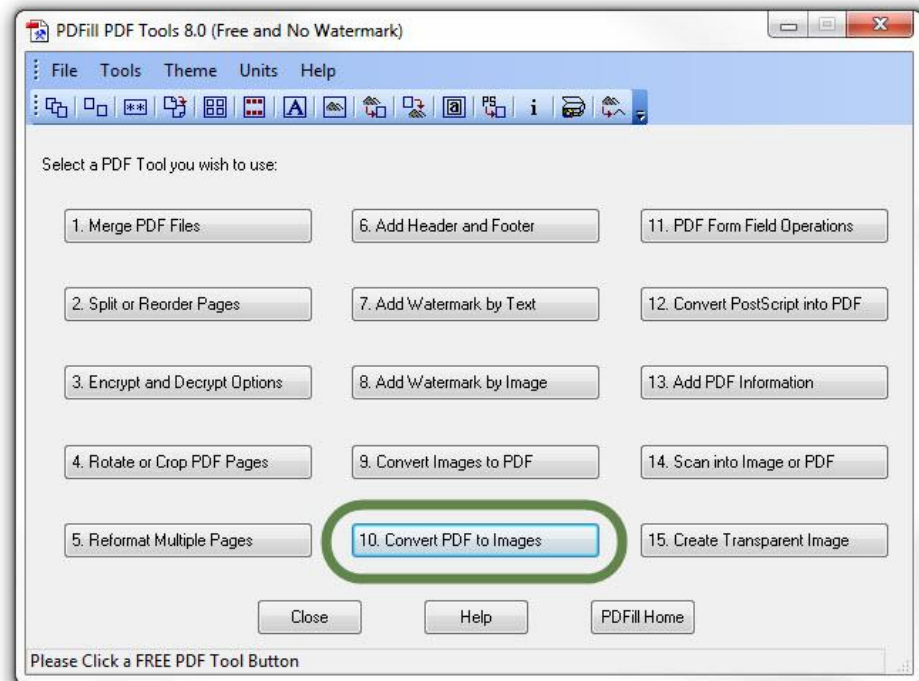 PDFill PDF Tools 8.0 (Free and No Watermark)
File Tools Theme Units Help
Select a PDF Tool you wish to use:
1. Merge PDF Files
6. Add Header and Footer
11. PDF Form Field Operations
2. Split or Reorder Pages
7. Add Watermark by Text
12. Convert PostScript into PDF
3. Encrypt and Decrypt Options
8. Add Watermark by Image
13. Add PDF Information
4. Rotate or Crop PDF Pages
9. Convert Images to PDF
14. Scan into Image or PDF
5. Reformat Multiple Pages
10. Convert PDF to Images
15. Create Transparent Image
Close
Help
PDFill Home
Please Click a FREE PDF Tool Button